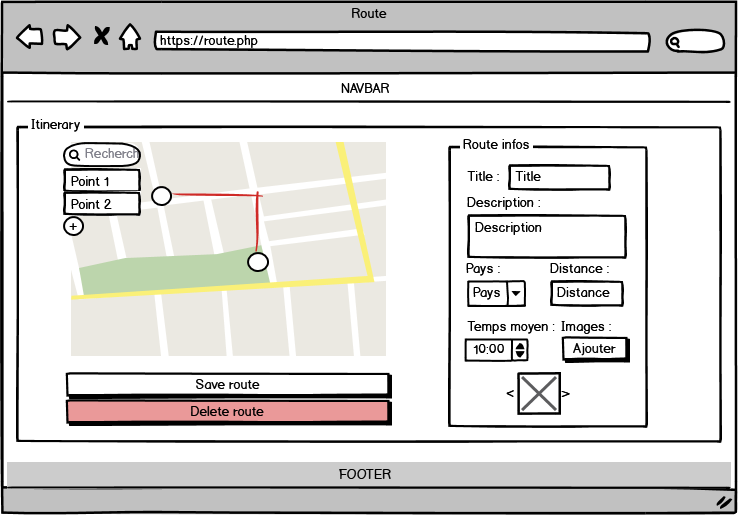 Route
https://route.php
NAVBAR
Itinerary
Recherch
Point 1
Point 2
+
Save route
Delete route
Route infos
Title : Title
Description :
Description
Pays : Distance :
Pays Distance
Temps moyen : Images :
10:00 Ajouter
< >
FOOTER